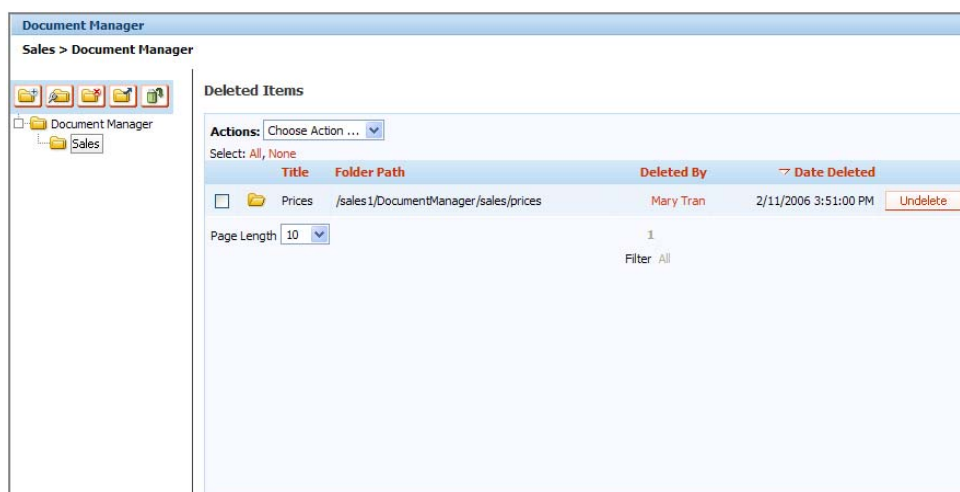 Document Manager
Sales > Document Manager
Deleted Items
Document Manager
Sales
Actions: Choose Action ...
Select: All, None
Title Folder Path Deleted By Date Deleted
Prices /sales1/DocumentManager/sales/prices Mary Tran 2/11/2006 3:51:00 PM Undelete
Page Length 10 1
Filter All